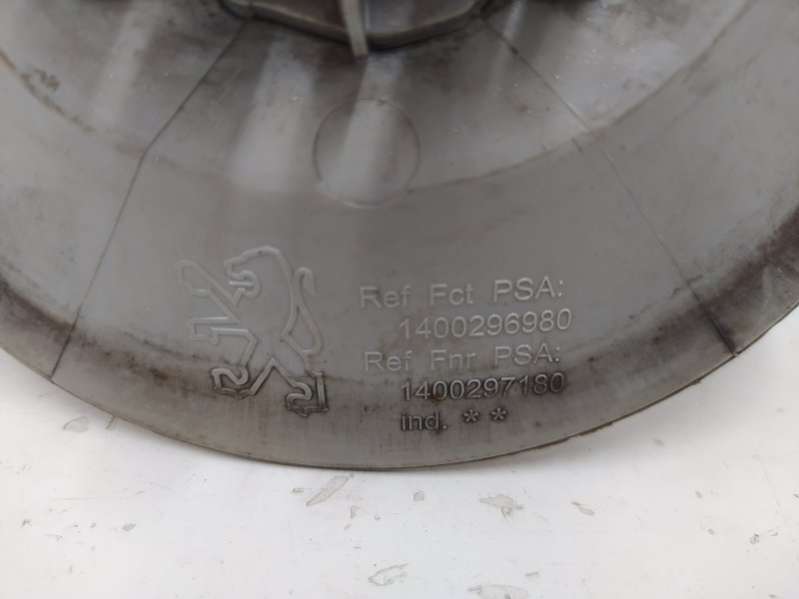 Ref Fct PSA:
1400296980
Ref Fnr PSA:
1400297180
ind. **